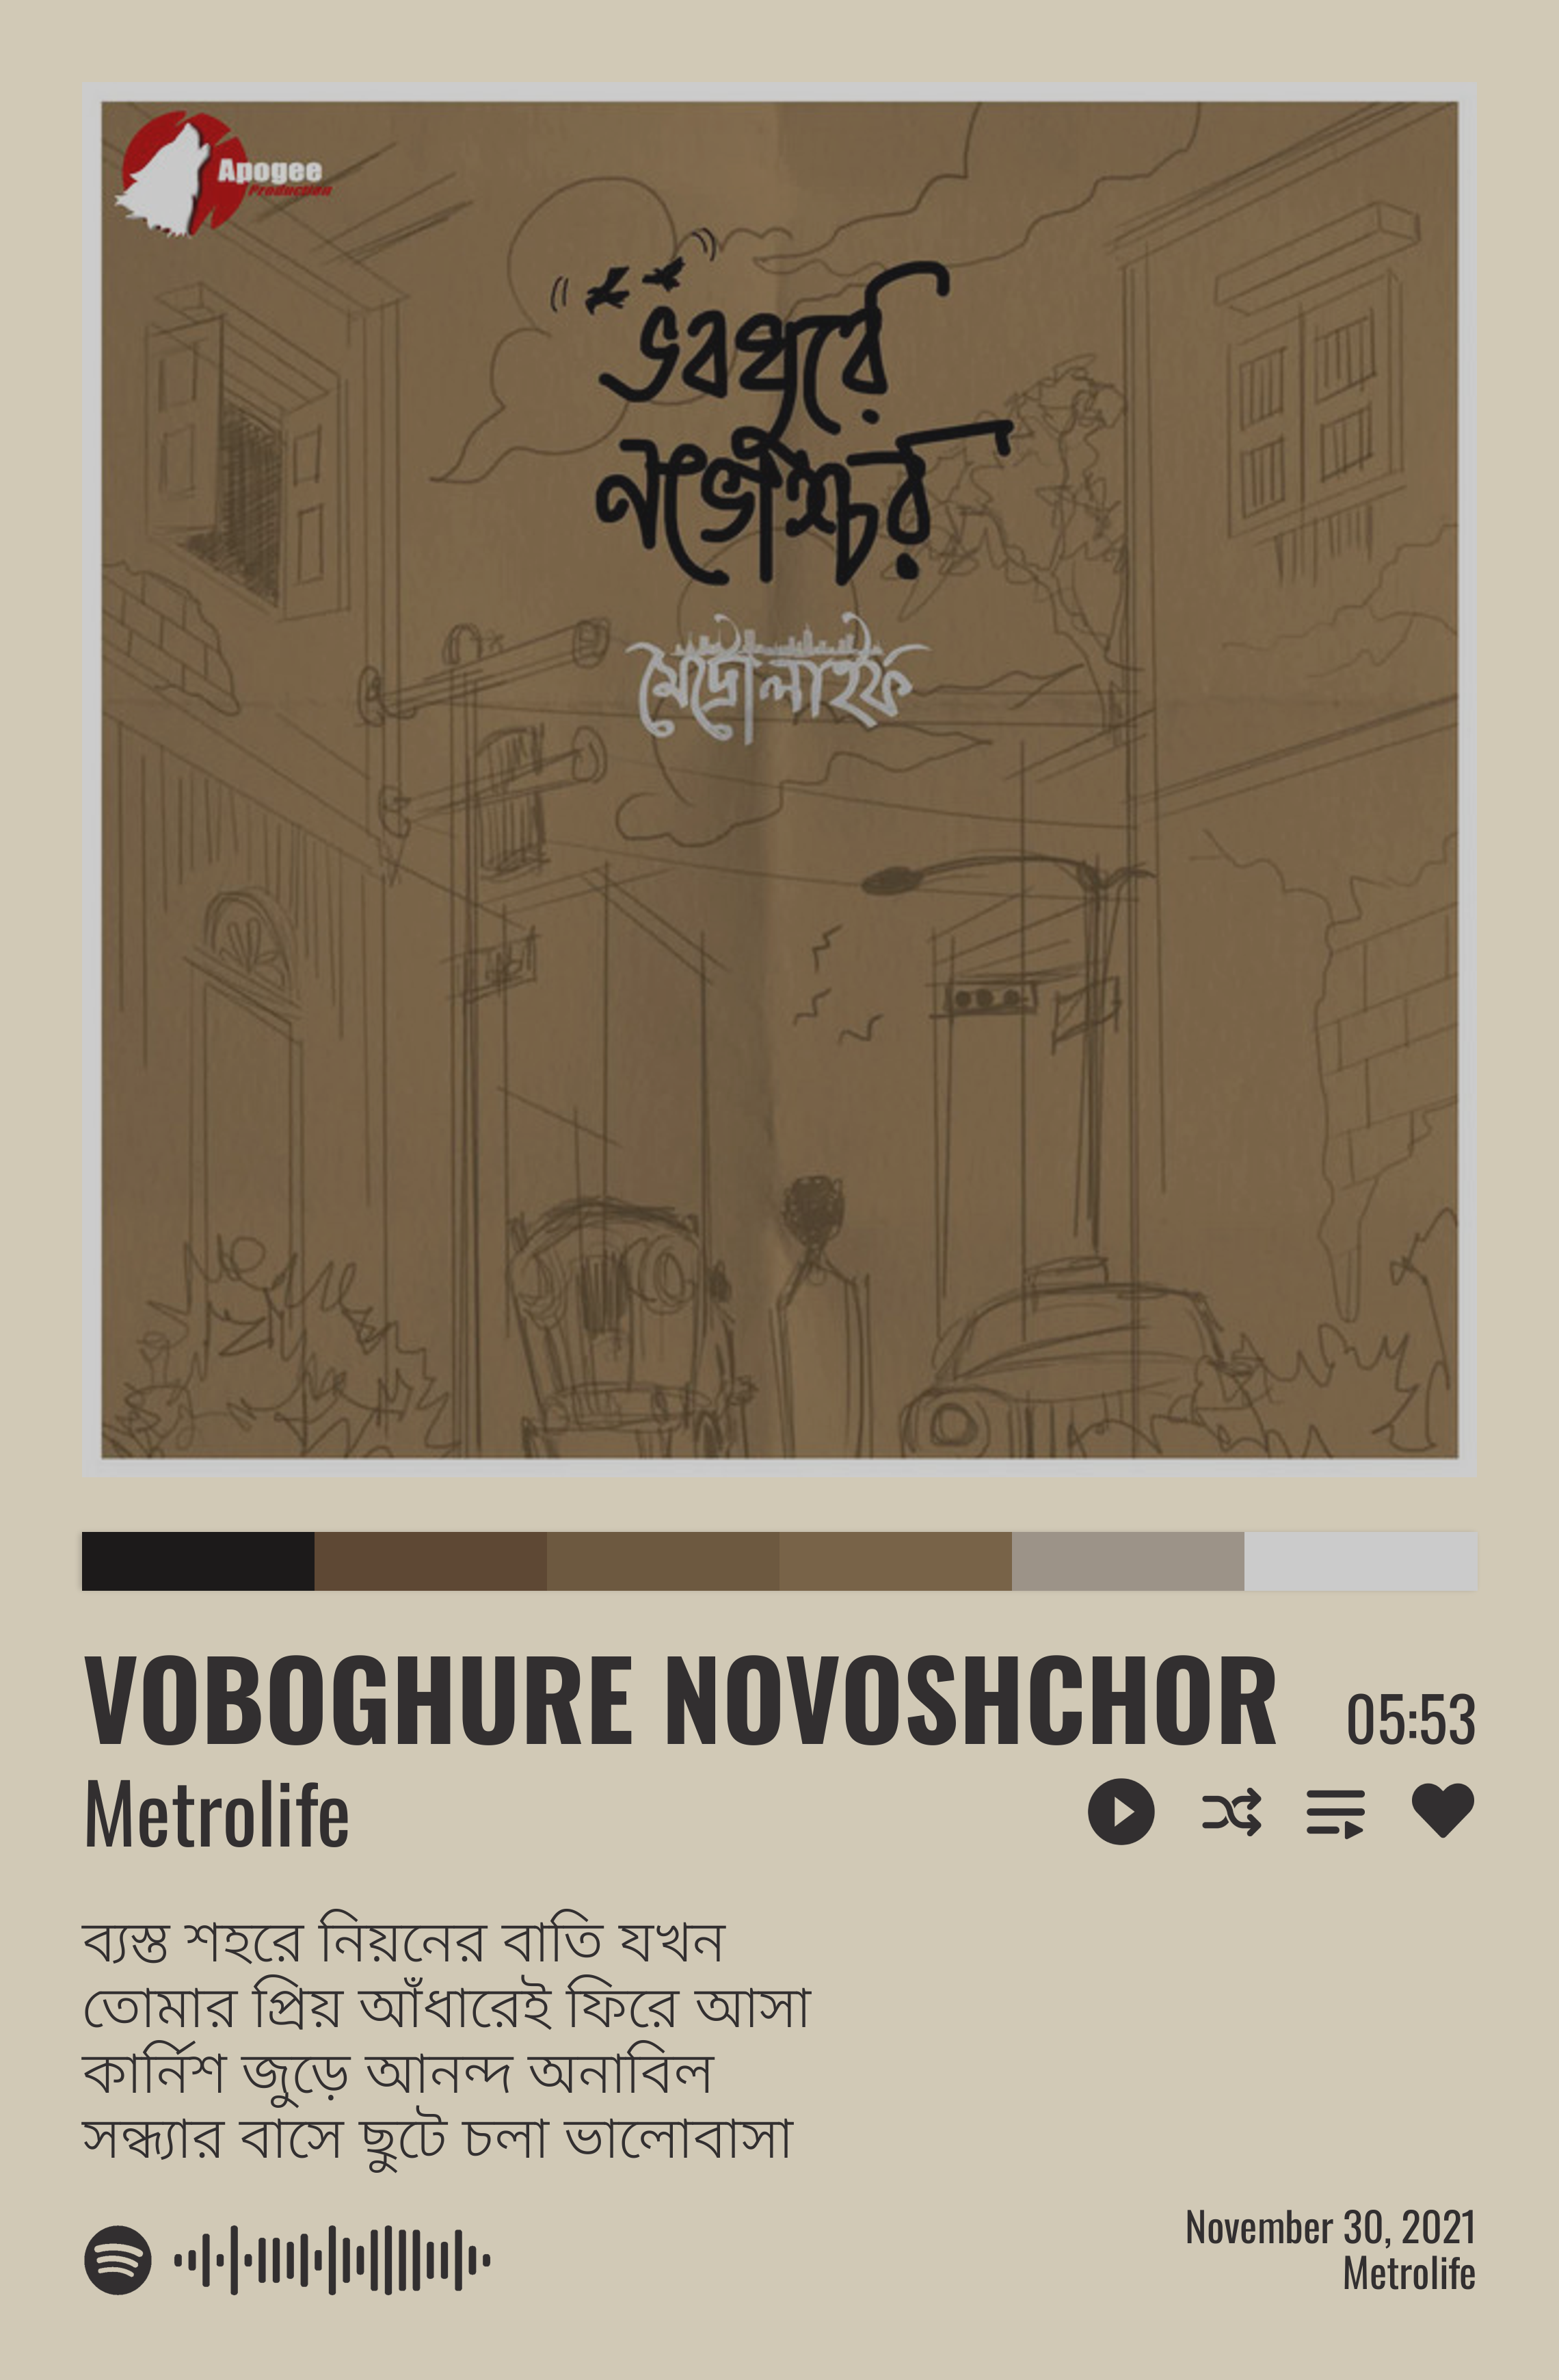 Apogee
Production
ভবঘুরে
নভোশ্চর
মেট্রোলাইফ
VOBOGHURE NOVOSHCHOR
05:53
Metrolife
ব্যস্ত শহরে নিয়নের বাতি যখন
তোমার প্রিয় আঁধারেই ফিরে আসা
কার্নিশ জুড়ে আনন্দ অনাবিল
সন্ধ্যার বাসে ছুটে চলা ভালোবাসা
November 30, 2021
Metrolife